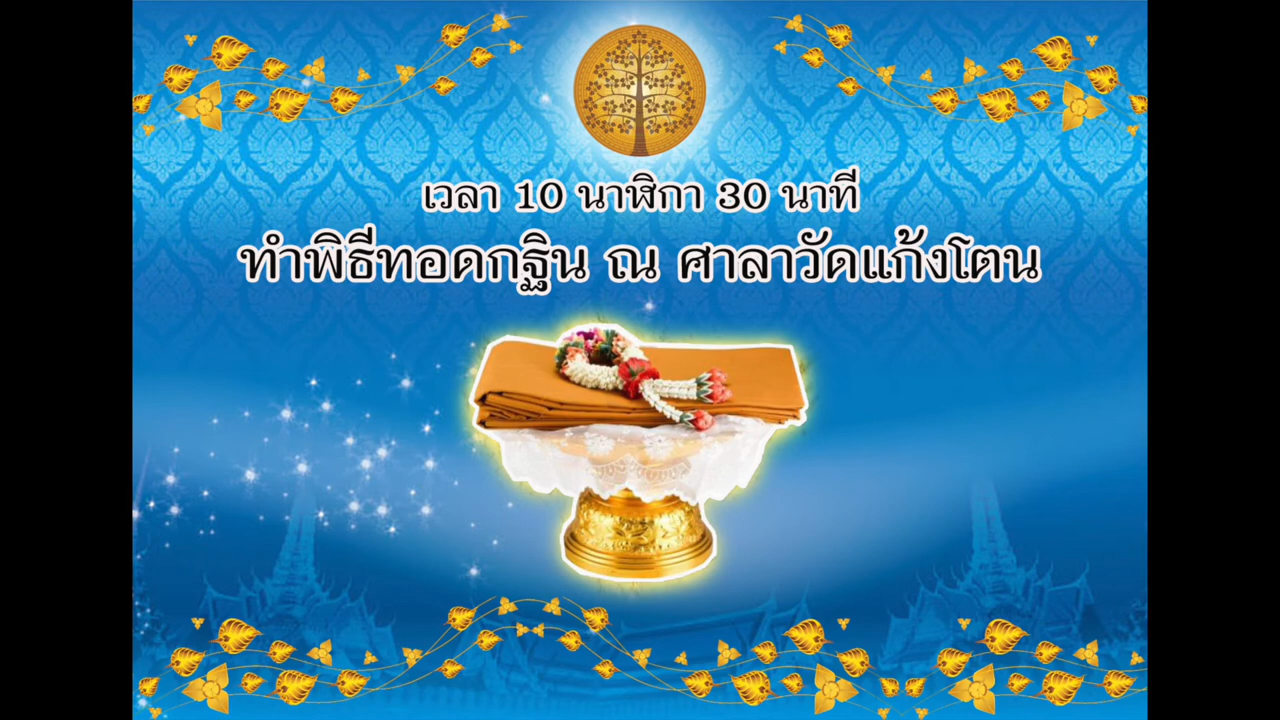 เวลา 10 นาฬิกา 30 นาที
ทำพิธีทอดกฐิน ณ ศาลาวัดแก้งโตน